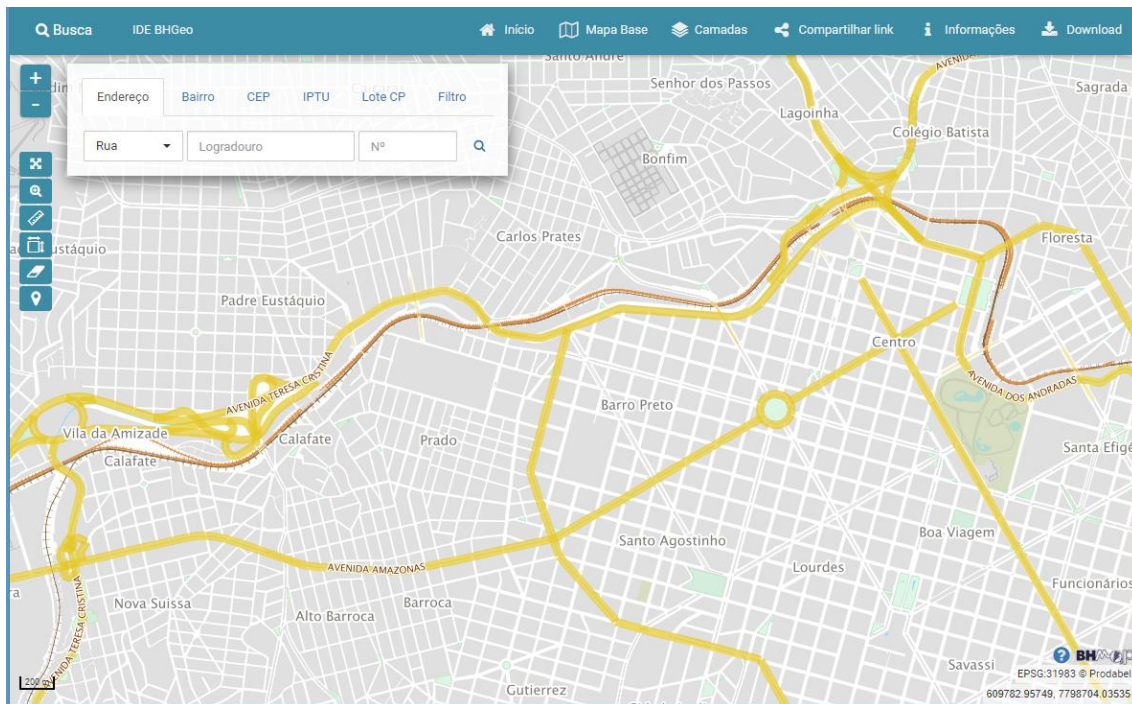 Busca
IDE BHGeo
Início
Mapa Base
Camadas
Compartilhar link
Informações
Download
+
-
Endereço
Bairro
CEP
IPTU
Lote CP
Filtro
Rua
Logradouro
Nº
Santo André
Senhor dos Passos
AVENIDA
Sagrada
Lagoinha
Colégio Batista
Bonfim
Carlos Prates
Floresta
ustáquio
Padre Eustáquio
Centro
AVENIDA TERESA CRISTINA
AVENIDA DOS ANDRADAS
Barro Preto
Vila da Amizade
Calafate
Prado
Santa Efigê
Calafate
Boa Viagem
Santo Agostinho
AVENIDA AMAZONAS
Lourdes
Funcionários
Nova Suissa
Barroca
Alto Barroca
AVENIDA TERESA CRISTINA
BHmap
Savassi
EPSG:31983 © Prodabel
200 m
Gutierrez
609782.95749, 7798704.03535